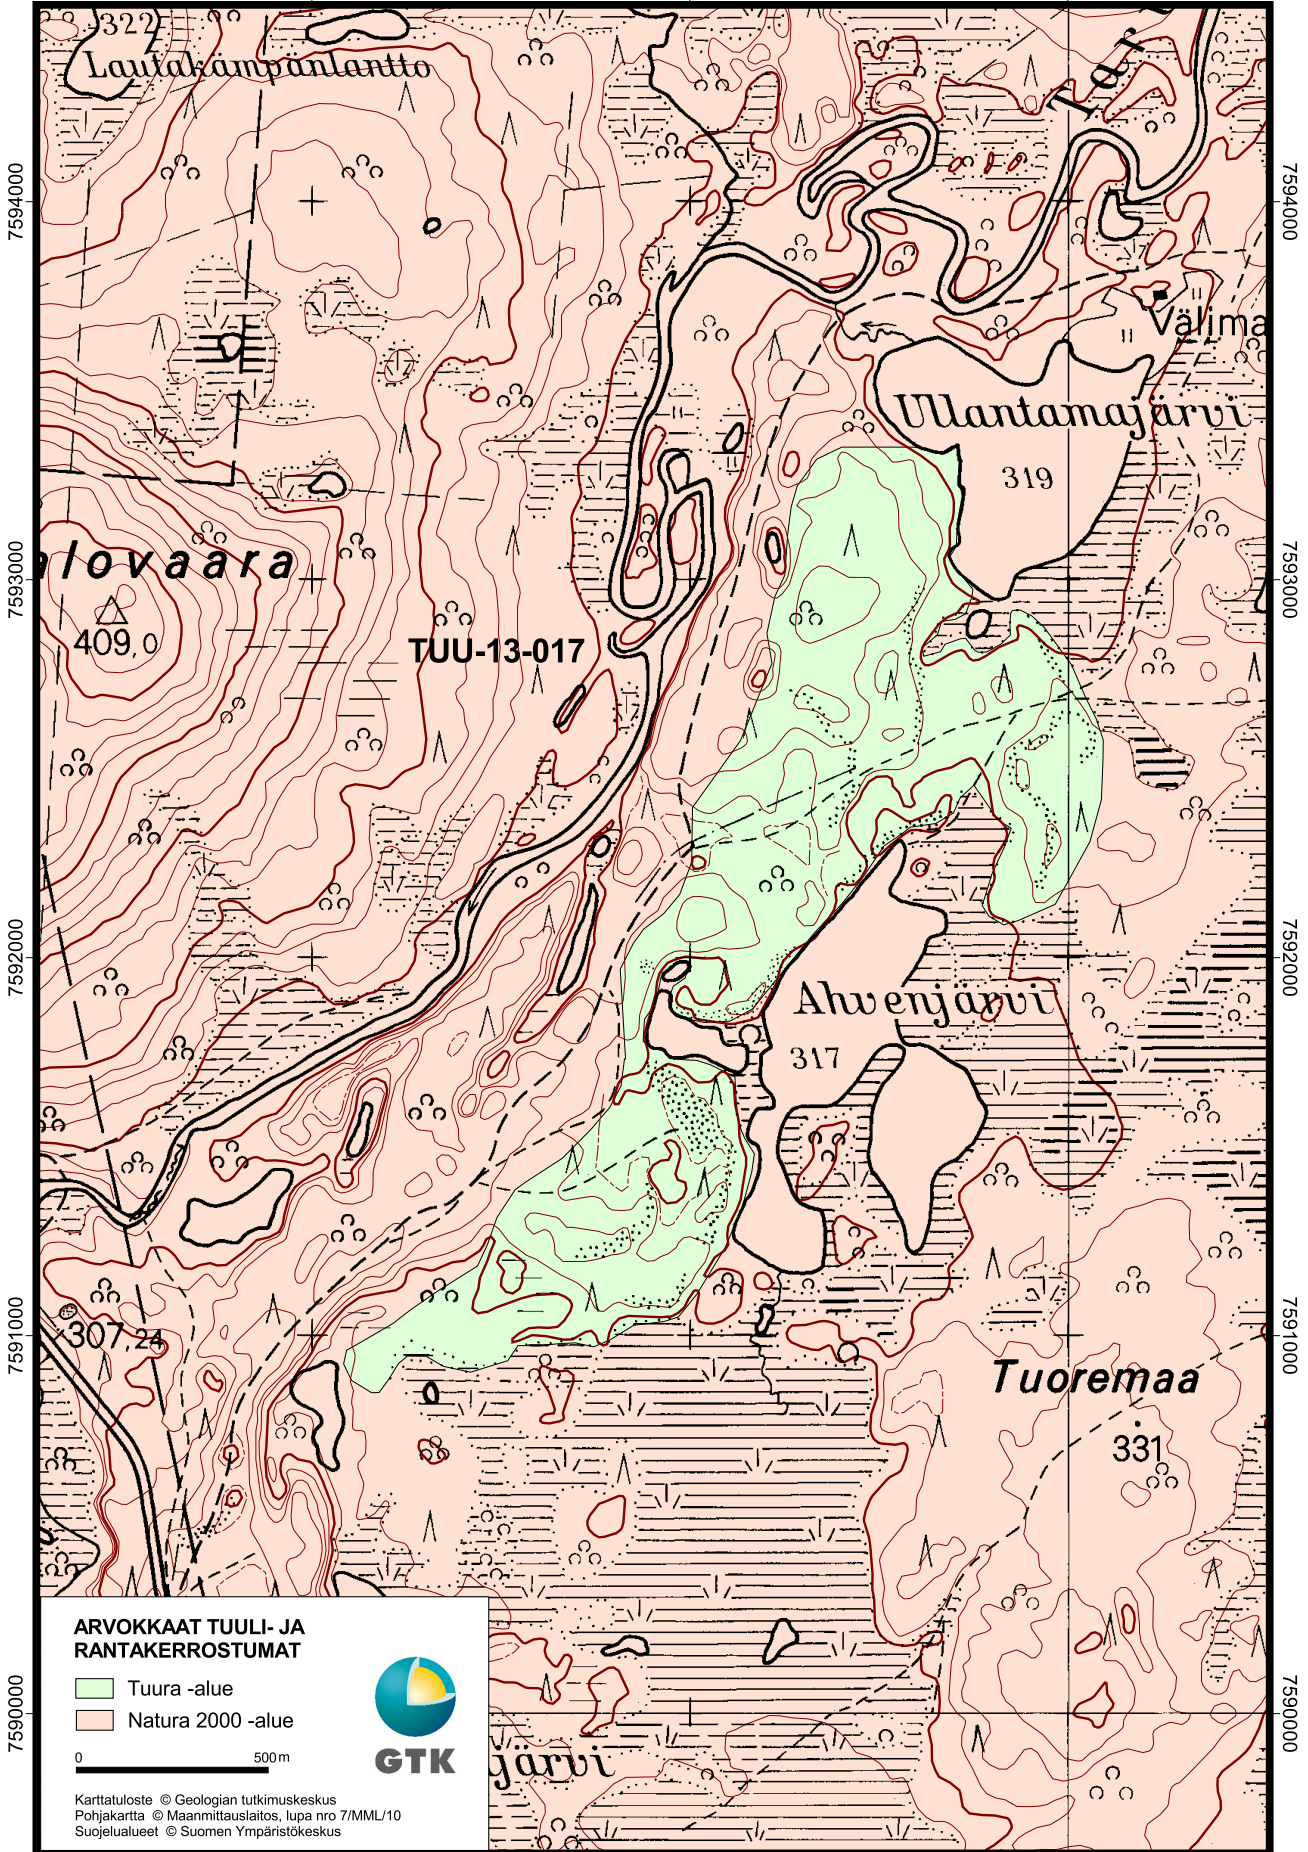 322
Lautakämpänlantto
Tar
7594000
7594000
Välima
Ullantamajärvi
319
7593000
7593000
alovaara
409,0
TUU-13-017
7592000
7592000
Ahvenjärvi
317
7591000
7591000
307,24
Tuoremaa
331
7590000
7590000
järvi
ARVOKKAAT TUULI- JA
RANTAKERROSTUMAT
Tuura -alue
Natura 2000 -alue
0 500 m
GTK
Karttatuloste © Geologian tutkimuskeskus
Pohjakartta © Maanmittauslaitos, lupa nro 7/MML/10
Suojelualueet © Suomen Ympäristökeskus